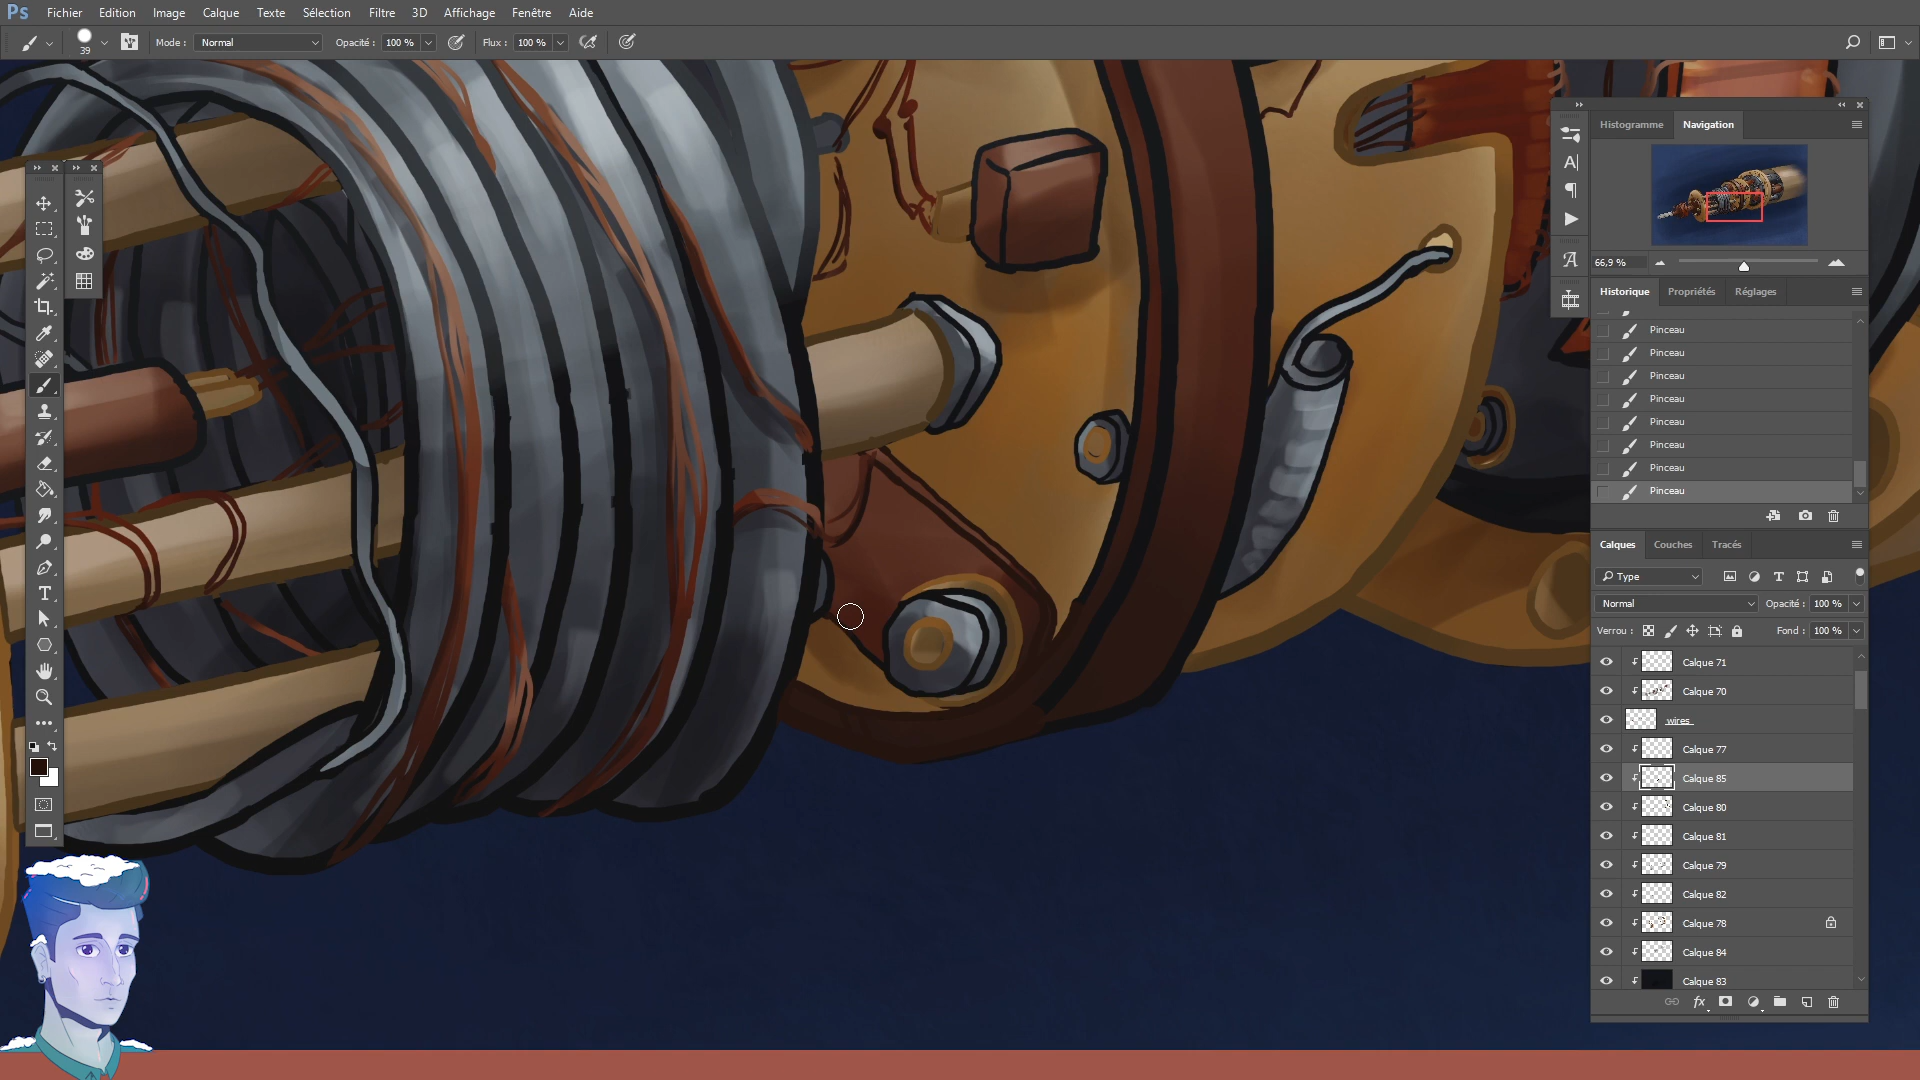 Ps Fichier Edition Image Calque Texte Sélection Filtre 3D Affichage Fenêtre Aide
39 Mode : Normal Opacité : 100 % Flux : 100 %
Histogramme Navigation
66,9 %
Historique Propriétés Réglages
Pinceau
Pinceau
Pinceau
Pinceau
Pinceau
Pinceau
Pinceau
Pinceau
Calques Couches Tracés
Type
Normal Opacité : 100 %
Verrou : Fond : 100 %
Calque 71
Calque 70
wires
Calque 77
Calque 85
Calque 80
Calque 81
Calque 79
Calque 82
Calque 78
Calque 84
Calque 83
fx